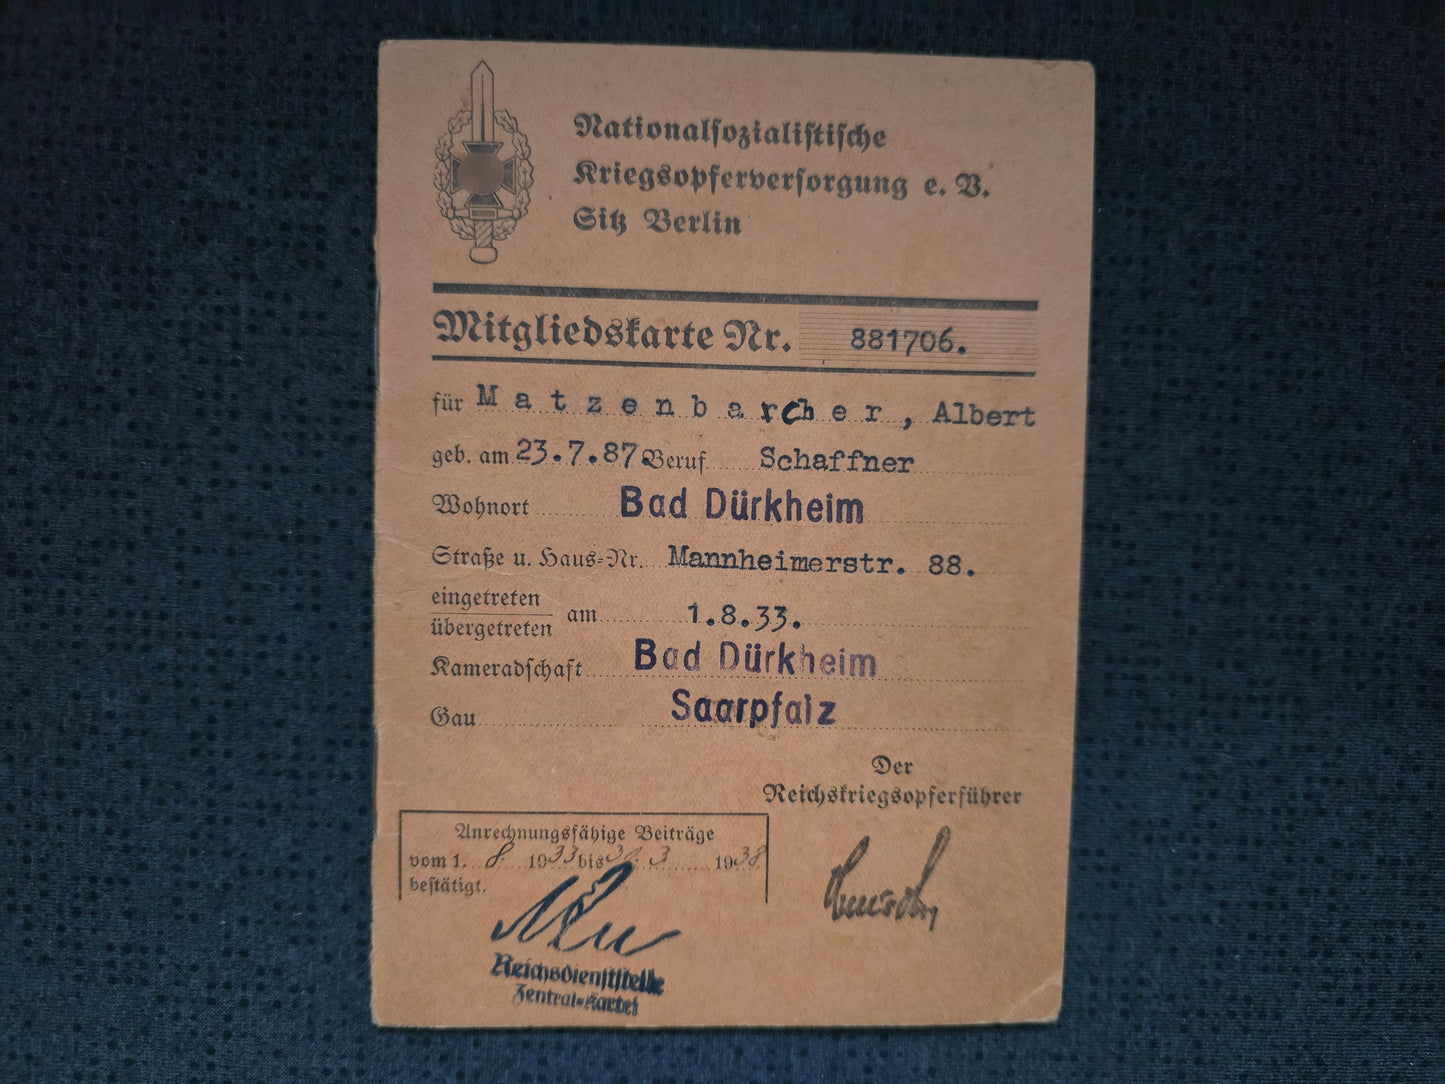 Nationalsozialistische
Kriegsopferversorgung e. V.
Sitz Berlin
Mitgliedskarte Nr. 881706.
für Matzenbacher, Albert
geb. am 23.7.87. Beruf Schaffner
Wohnort Bad Dürkheim
Straße u. Haus-Nr. Mannheimerstr. 88.
eingetreten
übergetreten am 1.8.33.
Kameradschaft Bad Dürkheim
Gau Saarpfalz
Der
Reichskriegsopferführer
Anrechnungsfähige Beiträge
vom 1. 8. 1933 bis 31. 3 1938
bestätigt.
Reichsdienststelle
Zentral-Kartei